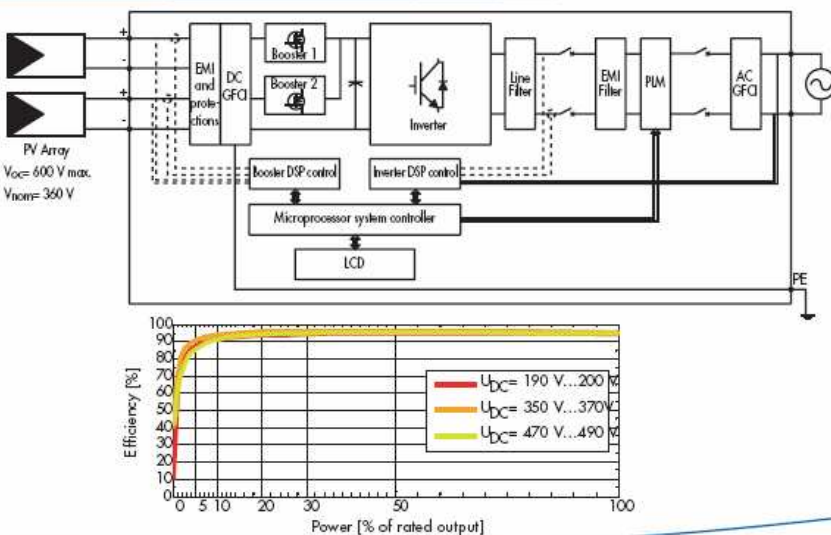 +
-
+
-
PV Array
Voc= 600 V max.
Vnom= 360 V
EMI
and
prote-
ctions
DC
GFCI
Booster 1
Booster 2
Inverter
Line
Filter
EMI
Filter
PLM
AC
GFCI
Booster DSP control
Inverter DSP control
Microprocessor system controller
LCD
PE
Efficiency [%]
100
90
80
70
60
50
40
30
20
10
0
UDC= 190 V...200 V
UDC= 350 V...370V
UDC= 470 V...490 V
0 5 10 20 30 50 100
Power [% of rated output]